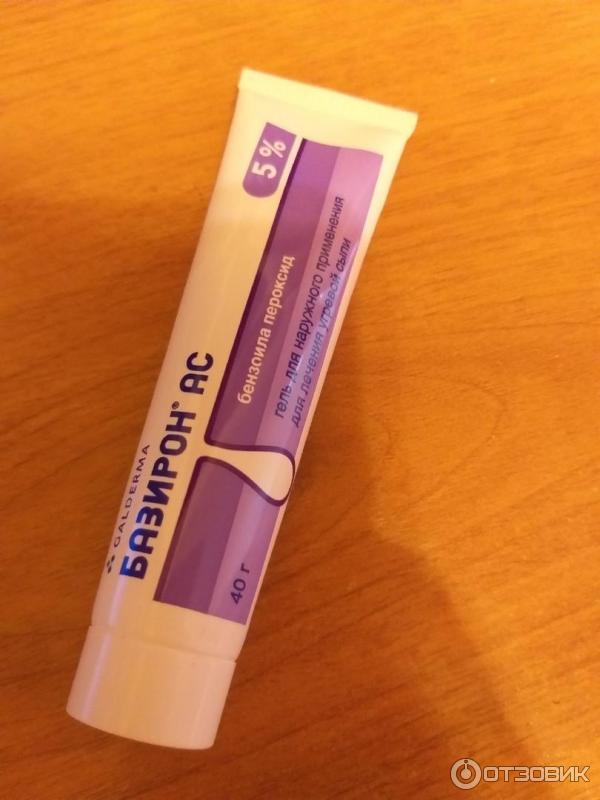 GALDERMA
БАЗИРОН® АС
5 %
бензоила пероксид
гель для наружного применения
для лечения угревой сыпи
40 г
ОТЗОВИК